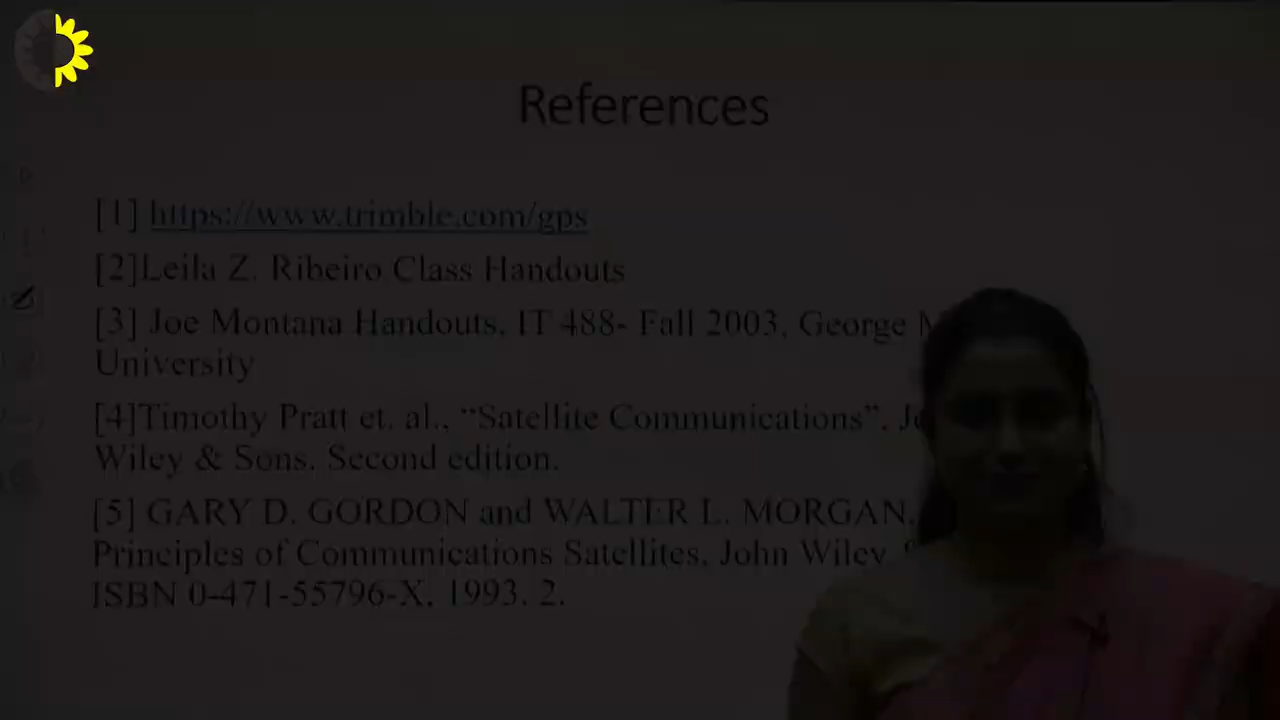 References
[1] https://www.trimble.com/gps
[2]Leila Z. Ribeiro Class Handouts
[3] Joe Montana Handouts, IT 488- Fall 2003, George
University
[4]Timothy Pratt et. al., “Satellite Communications”,
Wiley & Sons, Second edition.
[5] GARY D. GORDON and WALTER L. MORGAN,
Principles of Communications Satellites, John Wiley
ISBN 0-471-55796-X, 1993. 2.